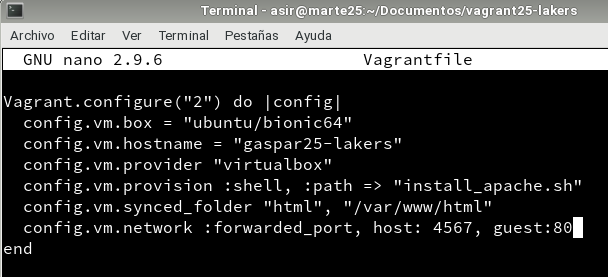 Terminal - asir@marte25:~/Documentos/vagrant25-lakers
Archivo Editar Ver Terminal Pestañas Ayuda
GNU nano 2.9.6 Vagrantfile
Vagrant.configure("2") do |config|
  config.vm.box = "ubuntu/bionic64"
  config.vm.hostname = "gaspar25-lakers"
  config.vm.provider "virtualbox"
  config.vm.provision :shell, :path => "install_apache.sh"
  config.vm.synced_folder "html", "/var/www/html"
  config.vm.network :forwarded_port, host: 4567, guest:80
end